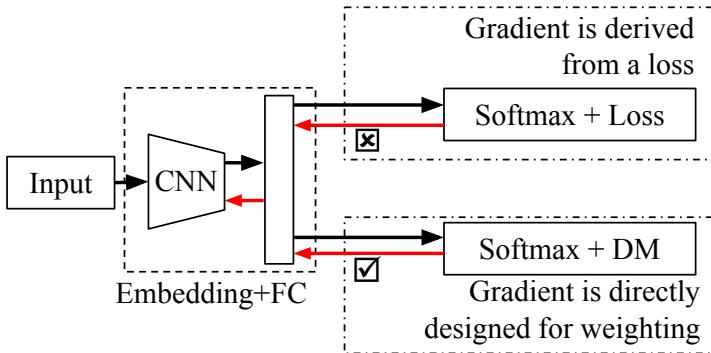 Gradient is derived
from a loss
Softmax + Loss
Input
CNN
Softmax + DM
Embedding+FC
Gradient is directly
designed for weighting